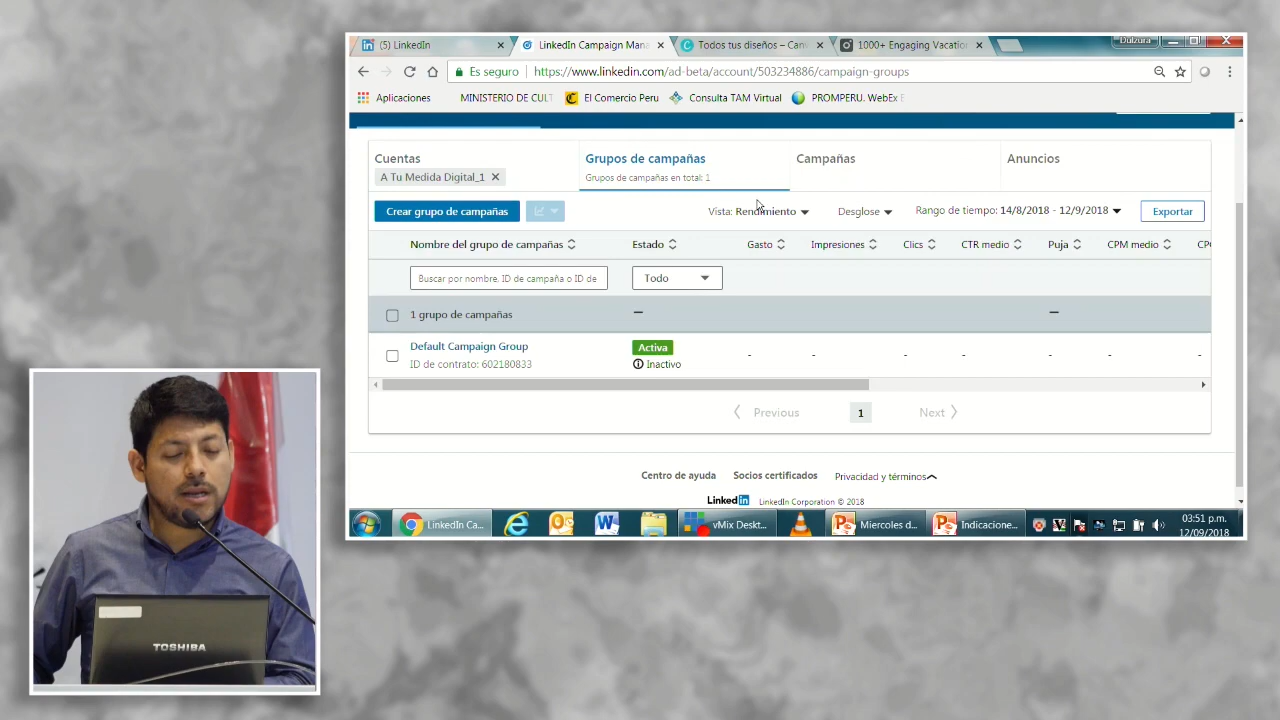 (5) LinkedIn
LinkedIn Campaign Mana
Todos tus diseños – Can
1000+ Engaging Vacation
Dulzura
Es seguro
https://www.linkedin.com/ad-beta/account/503234886/campaign-groups
Aplicaciones
MINISTERIO DE CULT
El Comercio Peru
Consulta TAM Virtual
PROMPERU. WebEx E
Cuentas
Grupos de campañas
Campañas
Anuncios
A Tu Medida Digital_1
Grupos de campañas en total: 1
Crear grupo de campañas
Vista: Rendimiento
Desglose
Rango de tiempo: 14/8/2018 - 12/9/2018
Exportar
Nombre del grupo de campañas
Estado
Gasto
Impresiones
Clics
CTR medio
Puja
CPM medio
CPC
Buscar por nombre, ID de campaña o ID de
Todo
1 grupo de campañas
–
–
Default Campaign Group
Activa
- - - - - - -
ID de contrato: 602180833
Inactivo
Previous
1
Next
Centro de ayuda
Socios certificados
Privacidad y términos
Linked in
LinkedIn Corporation © 2018
LinkedIn Ca...
vMix Deskt...
Miercoles d...
Indicacione...
03:51 p.m.
12/09/2018
TOSHIBA